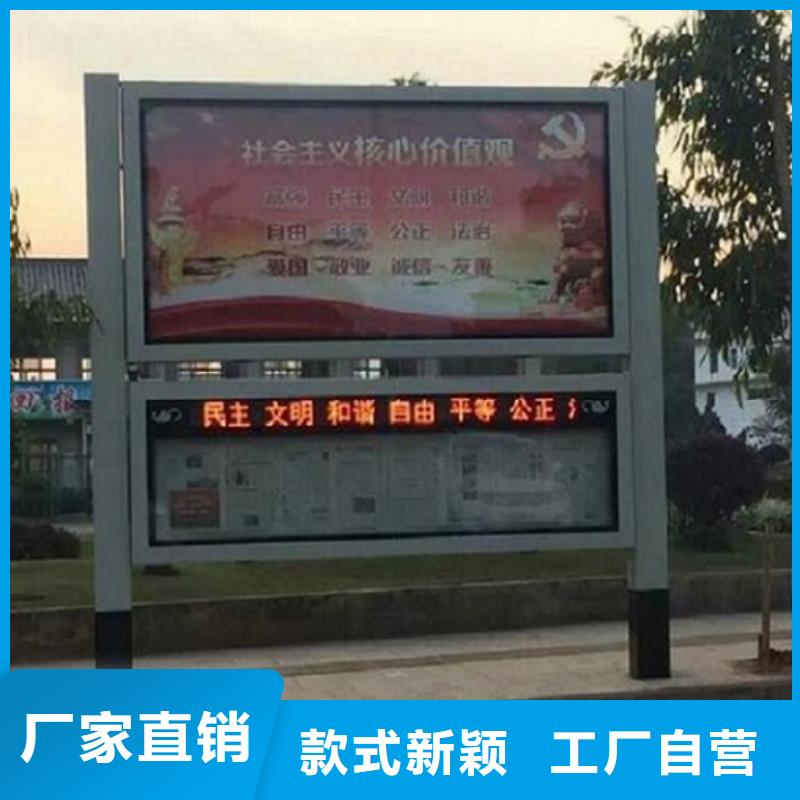 社会主义核心价值观
富强 民主 文明 和谐
自由 平等 公正 法治
爱国 敬业 诚信 友善
民主 文明 和谐 自由 平等 公正
厂家直销
款式新颖 工厂自营